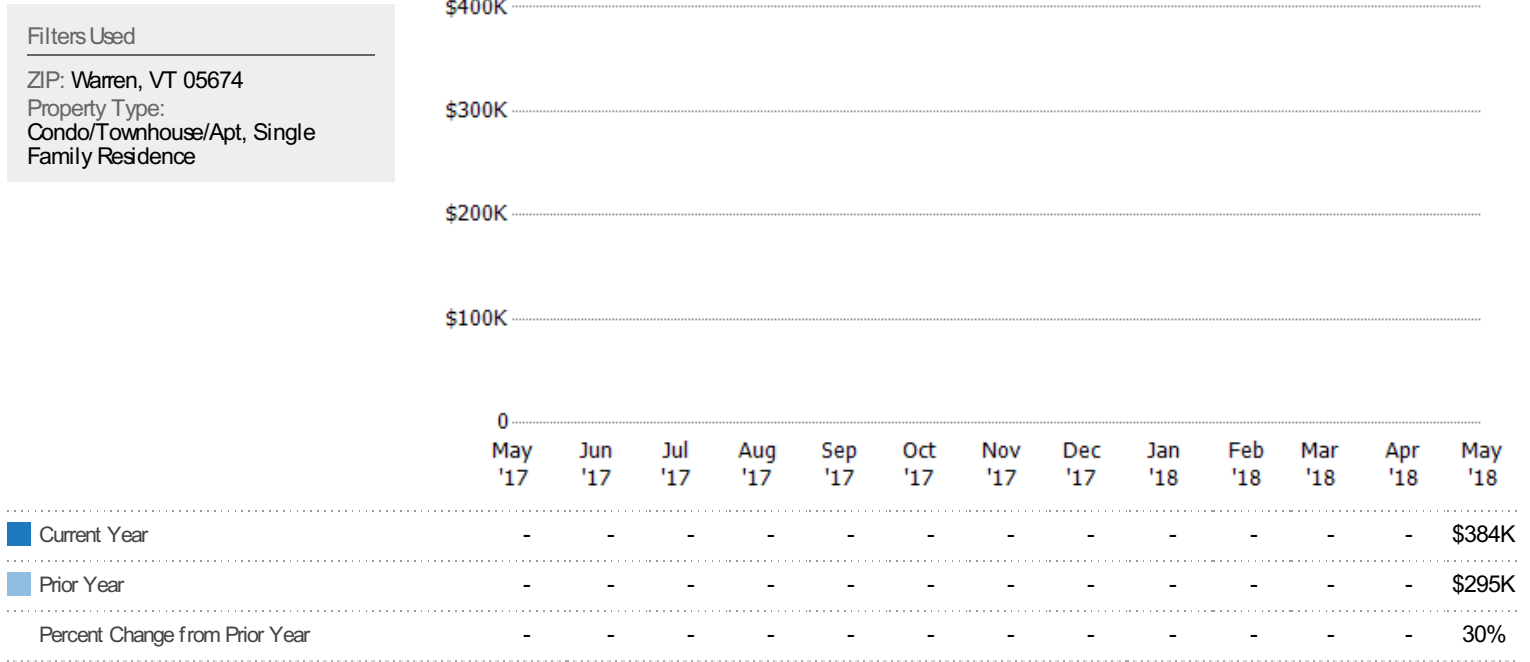 Filters Used
ZIP: Warren, VT 05674
Property Type:
Condo/Townhouse/Apt, Single
Family Residence
$400K
$300K
$200K
$100K
0
May Jun Jul Aug Sep Oct Nov Dec Jan Feb Mar Apr May
'17 '17 '17 '17 '17 '17 '17 '17 '18 '18 '18 '18 '18
Current Year - - - - - - - - - - - - $384K
Prior Year - - - - - - - - - - - - $295K
Percent Change from Prior Year - - - - - - - - - - - - 30%